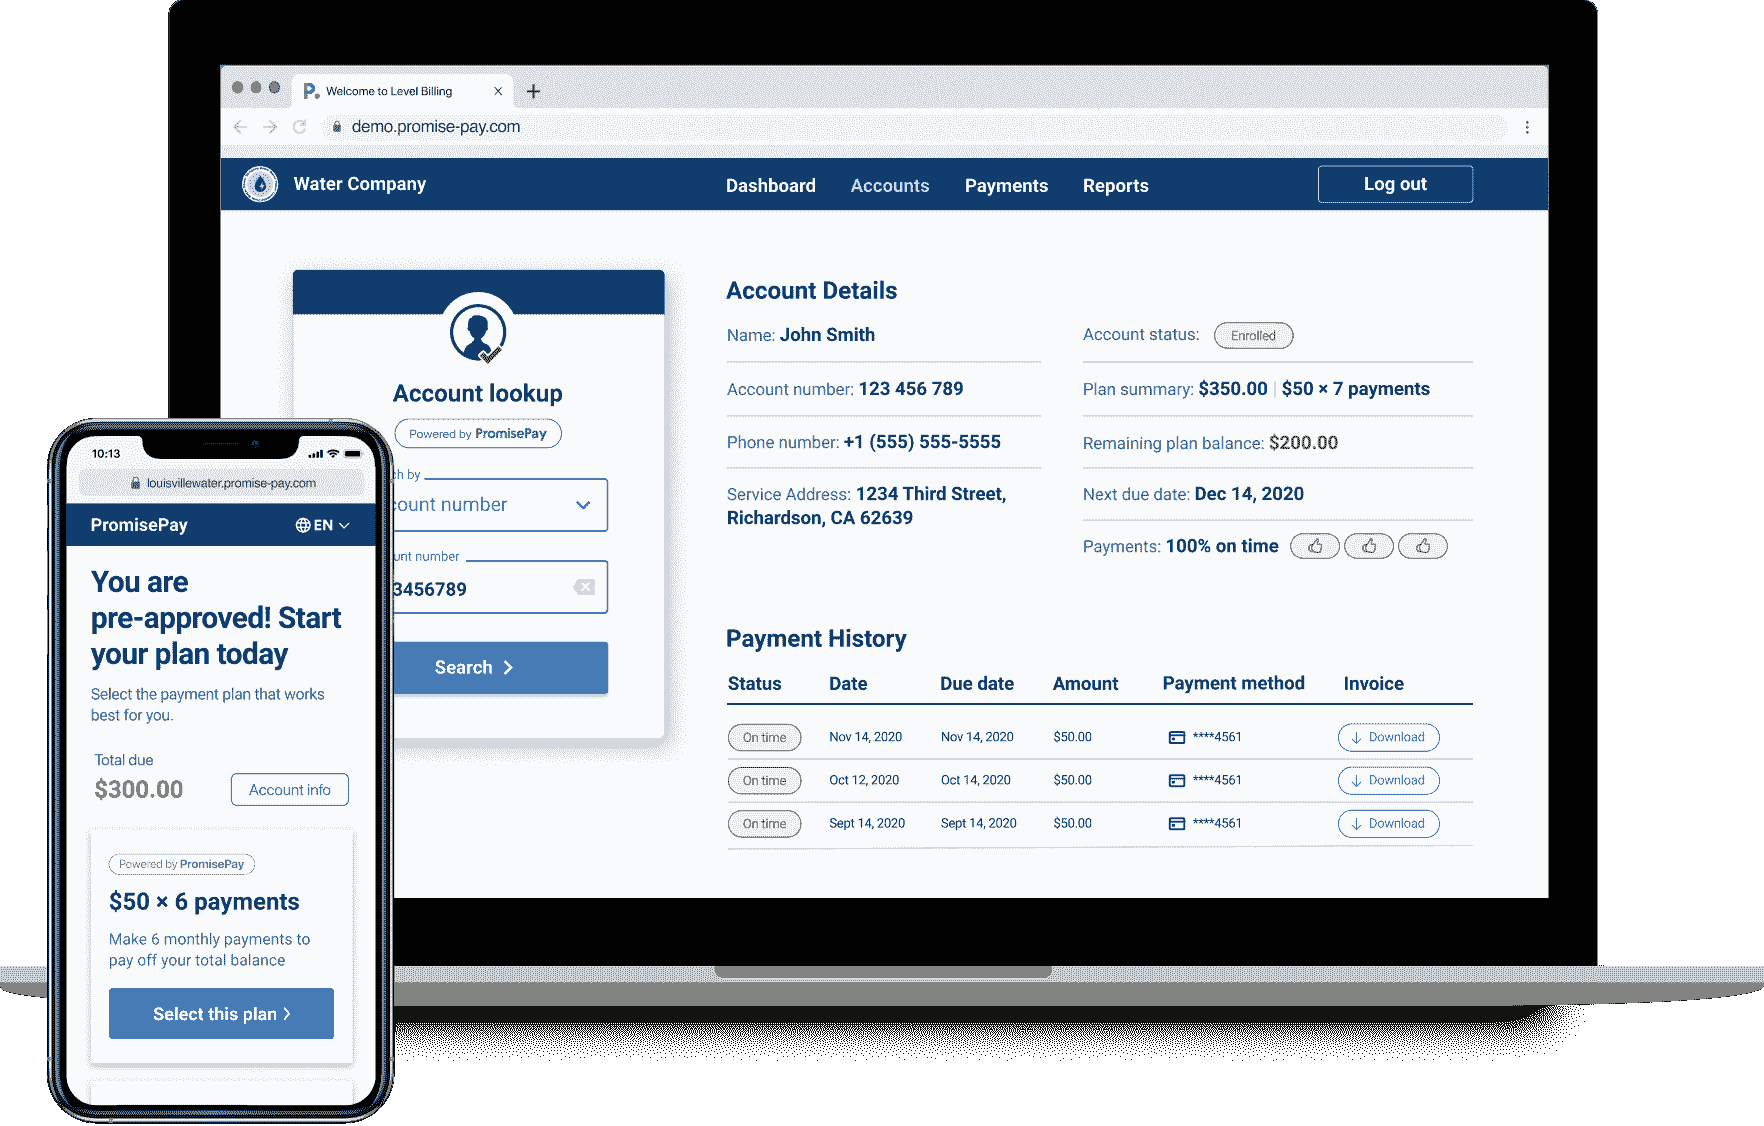 Welcome to Level Billing
demo.promise-pay.com
Water Company
Dashboard Accounts Payments Reports
Log out
Account lookup
Powered by PromisePay
ch by
count number
unt number
3456789
Search
Account Details
Name: John Smith
Account number: 123 456 789
Phone number: +1 (555) 555-5555
Service Address: 1234 Third Street,
Richardson, CA 62639
Account status: Enrolled
Plan summary: $350.00 | $50 × 7 payments
Remaining plan balance: $200.00
Next due date: Dec 14, 2020
Payments: 100% on time
Payment History
Status Date Due date Amount Payment method Invoice
On time Nov 14, 2020 Nov 14, 2020 $50.00 ****4561 Download
On time Oct 12, 2020 Oct 14, 2020 $50.00 ****4561 Download
On time Sept 14, 2020 Sept 14, 2020 $50.00 ****4561 Download
10:13
louisvillewater.promise-pay.com
PromisePay EN
You are
pre-approved! Start
your plan today
Select the payment plan that works
best for you.
Total due
$300.00
Account info
Powered by PromisePay
$50 × 6 payments
Make 6 monthly payments to
pay off your total balance
Select this plan